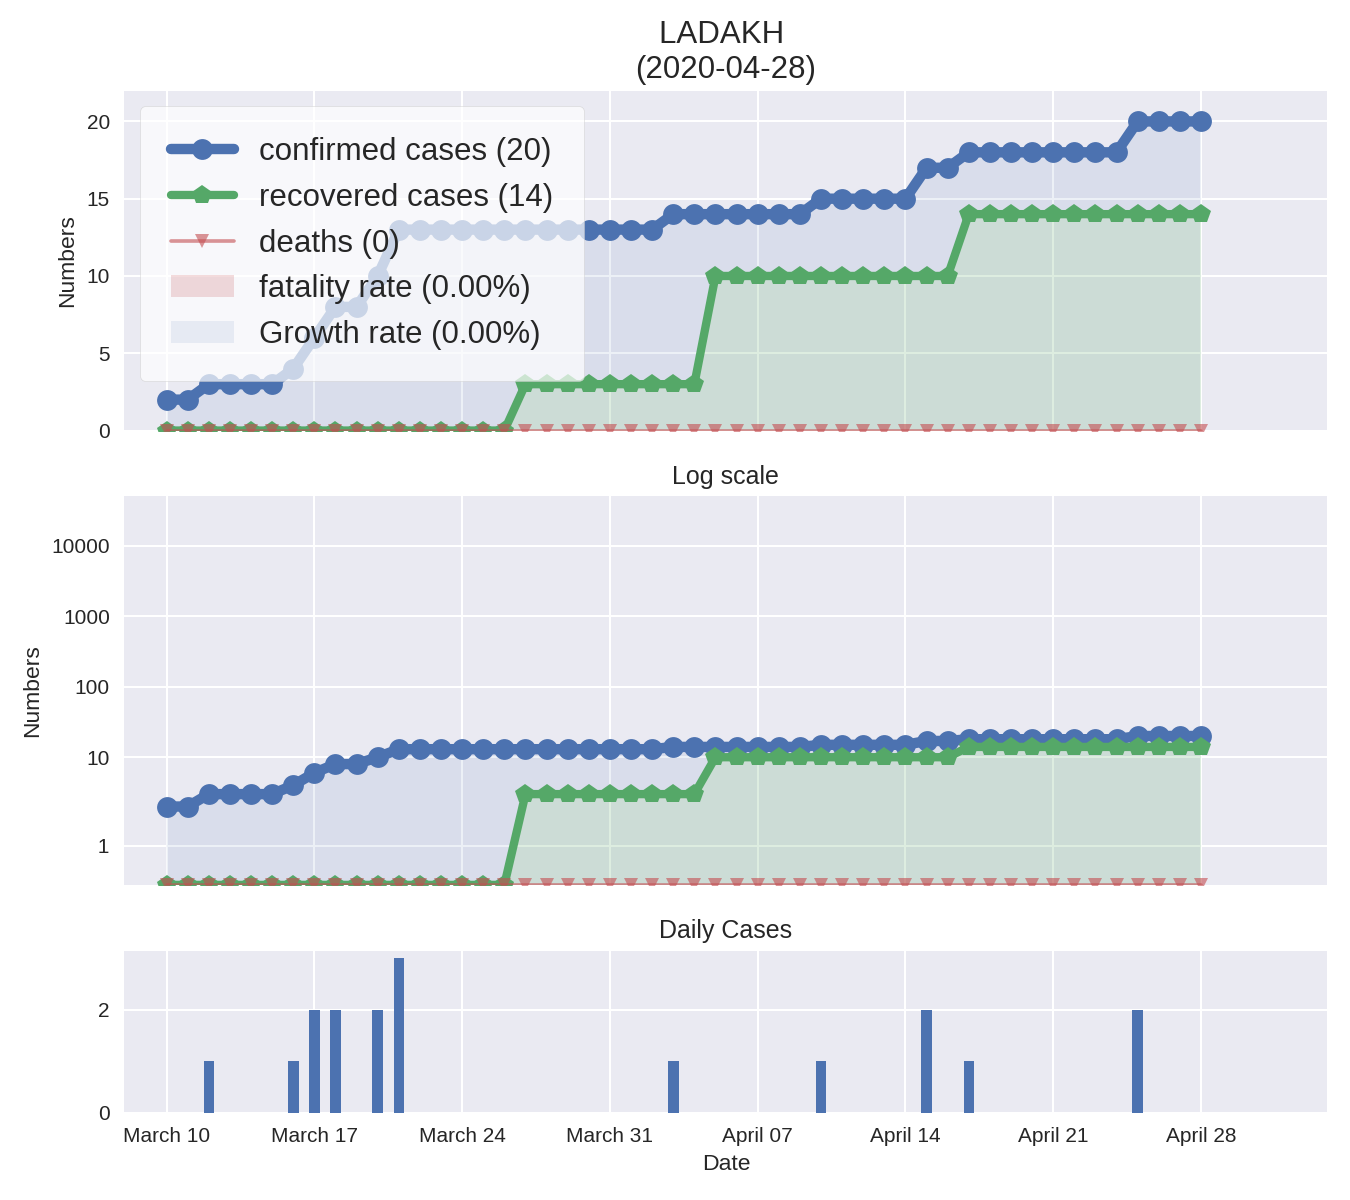 LADAKH
(2020-04-28)
20
15
10
5
0
Numbers
confirmed cases (20)
recovered cases (14)
deaths (0)
fatality rate (0.00%)
Growth rate (0.00%)
Log scale
10000
1000
100
10
1
Numbers
Daily Cases
2
0
March 10 March 17 March 24 March 31 April 07 April 14 April 21 April 28
Date